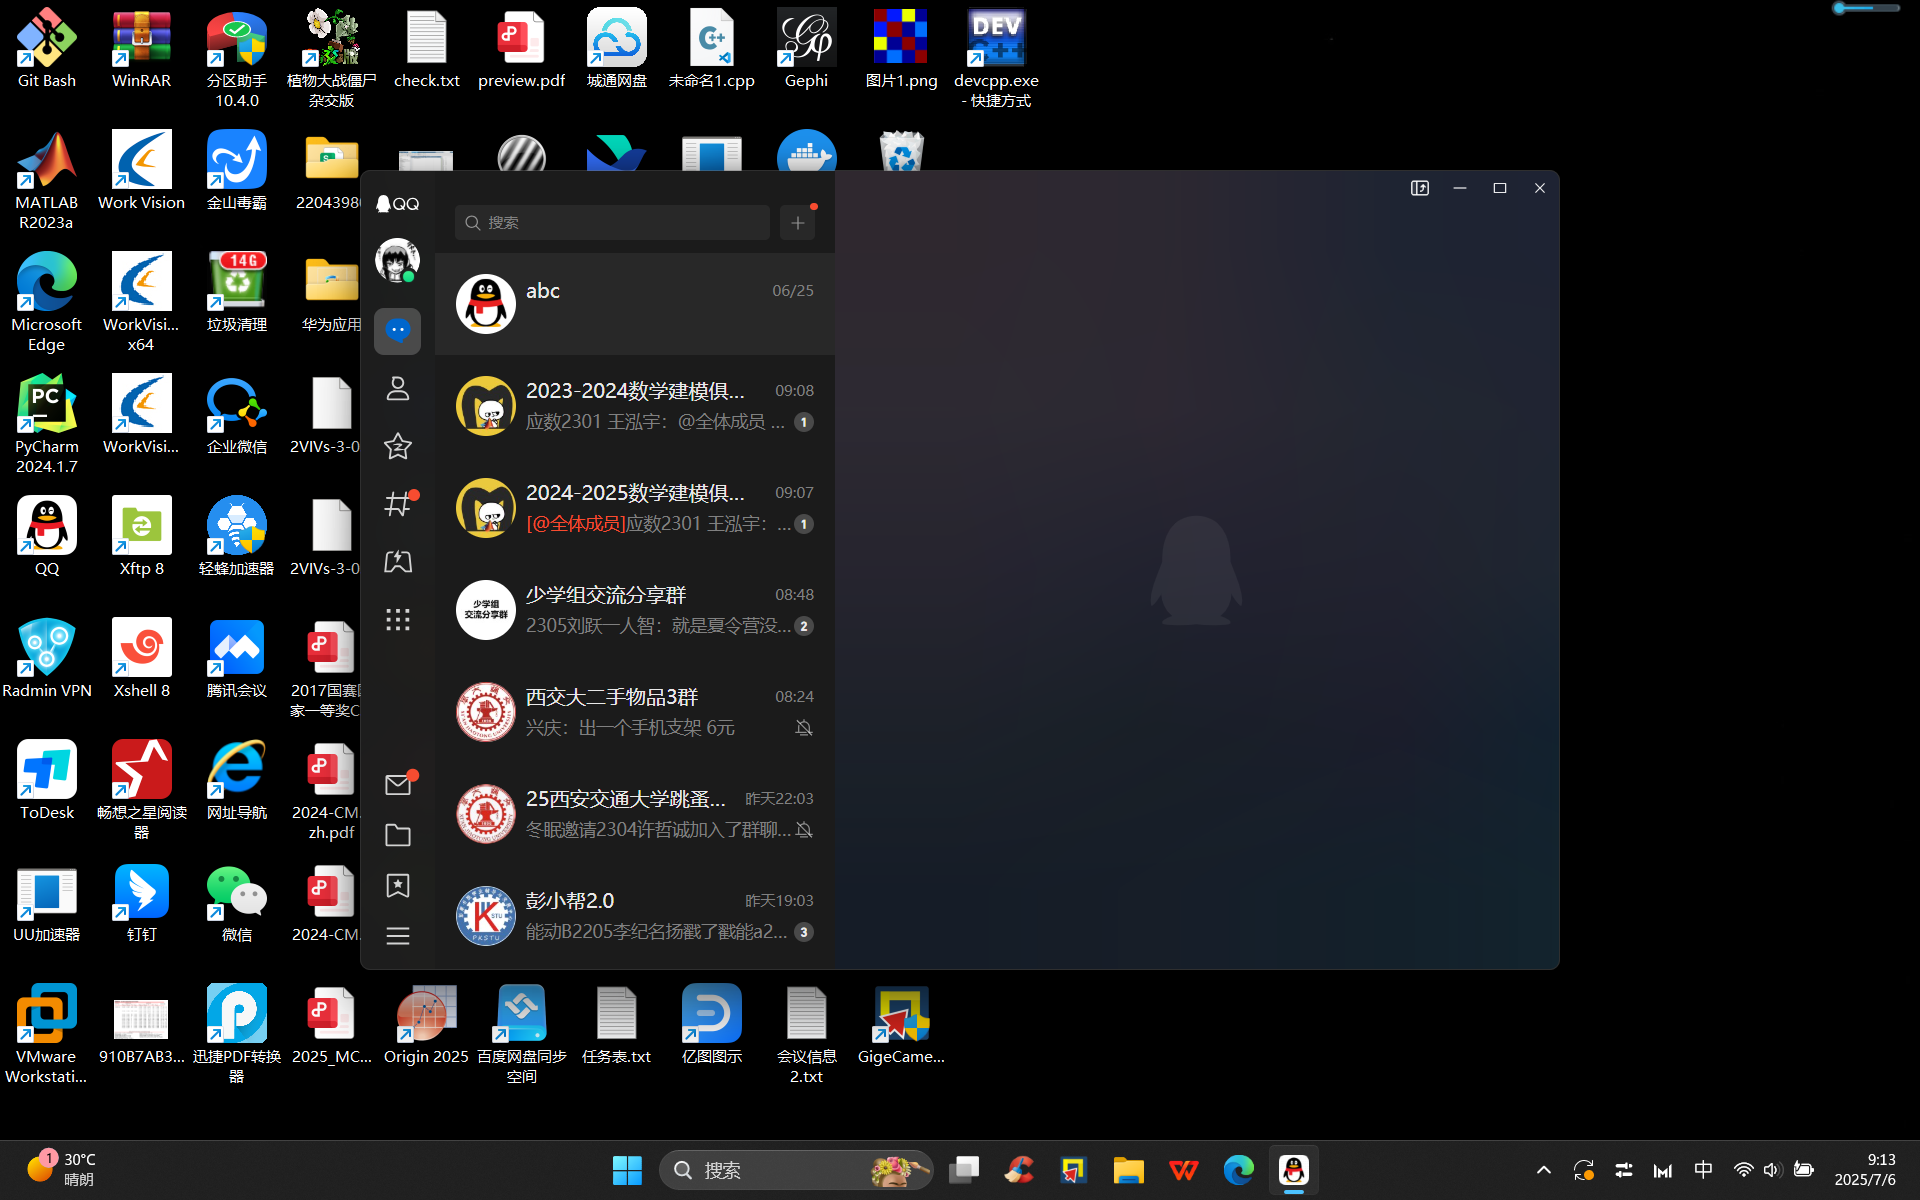 Git Bash
WinRAR
分区助手
10.4.0
植物大战僵尸
杂交版
check.txt
preview.pdf
城通网盘
未命名1.cpp
Gephi
图片1.png
DEV
devcpp.exe
- 快捷方式
MATLAB
R2023a
Work Vision
金山毒霸
2204398
Microsoft
Edge
WorkVisi...
x64
14G
垃圾清理
华为应用
PC
PyCharm
2024.1.7
WorkVisi...
企业微信
2VIVs-3-0
QQ
Xftp 8
轻蜂加速器
2VIVs-3-0
Radmin VPN
Xshell 8
腾讯会议
2017国赛
家一等奖C
ToDesk
畅想之星阅读
器
网址导航
2024-CM
zh.pdf
UU加速器
钉钉
微信
2024-CM
VMware
Workstati...
910B7AB3...
迅捷PDF转换
器
2025_MC...
Origin 2025
百度网盘同步
空间
任务表.txt
亿图图示
会议信息
2.txt
GigeCame...
QQ
搜索
abc
06/25
2023-2024数学建模俱...
09:08
应数2301 王泓宇：@全体成员 ...
1
2024-2025数学建模俱...
09:07
[@全体成员]应数2301 王泓宇： ...
1
少学组
交流分享群
少学组交流分享群
08:48
2305刘跃一人智：就是夏令营没...
2
西交大二手物品3群
08:24
兴庆：出一个手机支架 6元
25西安交通大学跳蚤...
昨天22:03
冬眠邀请2304许哲诚加入了群聊...
K STU
PKSTU
彭小帮2.0
昨天19:03
能动B2205李纪名扬戳了戳能a2...
3
1
30°C
晴朗
搜索
中
9:13
2025/7/6